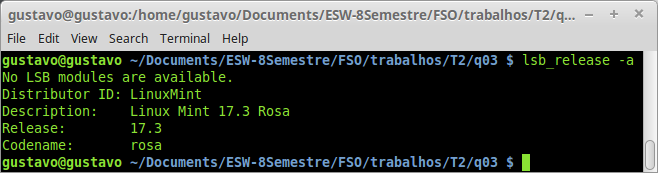 gustavo@gustavo:/home/gustavo/Documents/ESW-8Semestre/FSO/trabalhos/T2/q...
File Edit View Search Terminal Help
gustavo@gustavo ~/Documents/ESW-8Semestre/FSO/trabalhos/T2/q03 $ lsb_release -a
No LSB modules are available.
Distributor ID: LinuxMint
Description: Linux Mint 17.3 Rosa
Release: 17.3
Codename: rosa
gustavo@gustavo ~/Documents/ESW-8Semestre/FSO/trabalhos/T2/q03 $